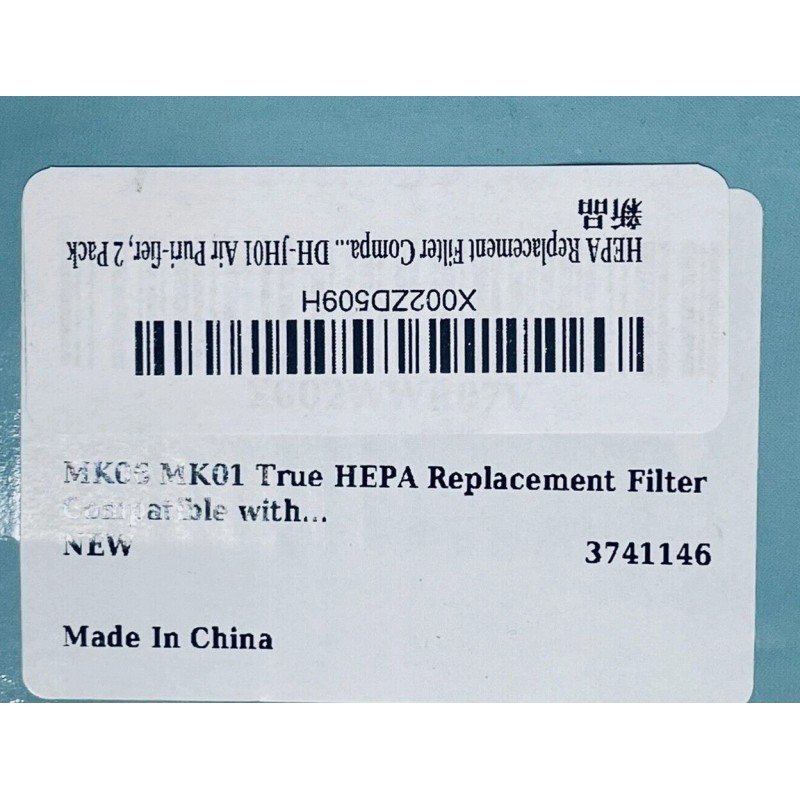 X002ZD509H
HEPA Replacement Filter Compa... DH-JH01 Air Puri-fier, 2 Pack
新品
MK01 True HEPA Replacement Filter
Compatible with...
NEW
3741146
Made In China